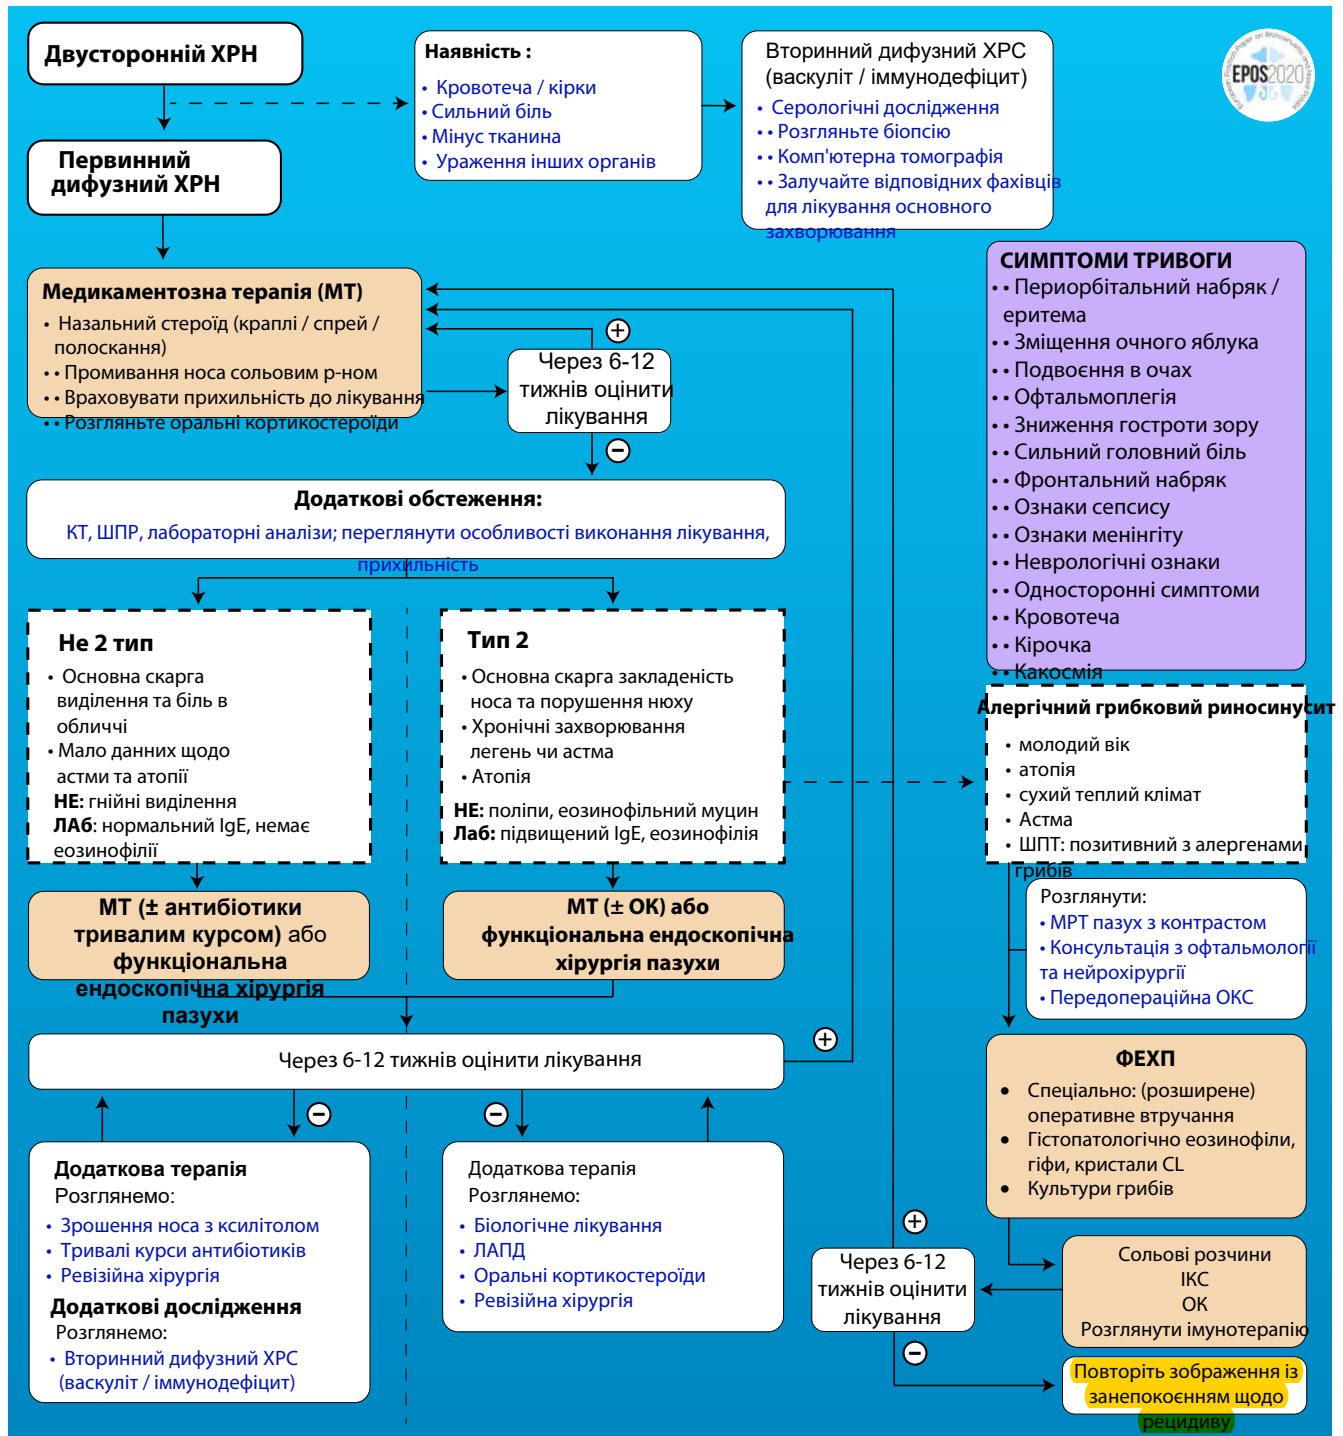 Двусторонній ХРН
Наявність :
• Кровотеча / кірки
• Сильний біль
• Мінус тканина
• Ураження інших органів
Вторинний дифузний ХРС
(васкуліт / іммунодефіцит)
• Серологічні дослідження
• • Розгляньте біопсію
• • Комп'ютерна томографія
• • Залучайте відповідних фахівців
для лікування основного
захворювання
EPOS2020
Первинний
дифузний ХРН
Медикаментозна терапія (МТ)
• Назальний стероїд (краплі / спрей /
полоскання)
• • Промивання носа сольовим р-ном
• • Враховувати прихильність до лікування
• • Розгляньте оральні кортикостероїди
+
Через 6-12
тижнів оцінити
лікування
−
СИМПТОМИ ТРИВОГИ
• • Периорбітальний набряк /
еритема
• • Зміщення очного яблука
• • Подвоєння в очах
• • Офтальмоплегія
• • Зниження гостроти зору
• • Сильний головний біль
• • Фронтальний набряк
• • Ознаки сепсису
• • Ознаки менінгіту
• • Неврологічні ознаки
• • Односторонні симптоми
• • Кровотеча
• • Кірочка
• • Какосмія
Додаткові обстеження:
КТ, ШПР, лабораторні аналізи; переглянути особливості виконання лікування,
прихильність
Не 2 тип
• Основна скарга
виділення та біль в
обличчі
• Мало данних щодо
астми та атопії
НЕ: гнійні виділення
ЛАб: нормальний IgE, немає
еозинофілії
Тип 2
• Основна скарга закладеність
носа та порушення нюху
• Хронічні захворювання
легень чи астма
• Атопія
НЕ: поліпи, еозинофільний муцин
Лаб: підвищений IgE, еозинофілія
Алергічний грибковий риносинусит
• молодий вік
• атопія
• сухий теплий клімат
• Астма
• ШПТ: позитивний з алергенами
грибів
МТ (± антибіотики
тривалим курсом) або
функціональна
ендоскопічна хірургія
пазухи
МТ (± ОК) або
функціональна ендоскопічна
хірургія пазухи
Розглянути:
• МРТ пазух з контрастом
• Консультація з офтальмології
та нейрохірургії
• Передопераційна ОКС
Через 6-12 тижнів оцінити лікування
+
−
−
ФЕХП
• Спеціально: (розширене)
оперативне втручання
• Гістопатологічно еозинофіли,
гіфи, кристали CL
• Культури грибів
Додаткова терапія
Розглянемо:
• Зрошення носа з ксилітолом
• Тривалі курси антибіотиків
• Ревізійна хірургія
Додаткові дослідження
Розглянемо:
• Вторинний дифузний ХРС
(васкуліт / іммунодефіцит)
Додаткова терапія
Розглянемо:
• Біологічне лікування
• ЛАПД
• Оральні кортикостероїди
• Ревізійна хірургія
+
Через 6-12
тижнів оцінити
лікування
−
Сольові розчини
ІКС
ОК
Розглянути імунотерапію
Повторіть зображення із
занепокоєнням щодо
рецидиву